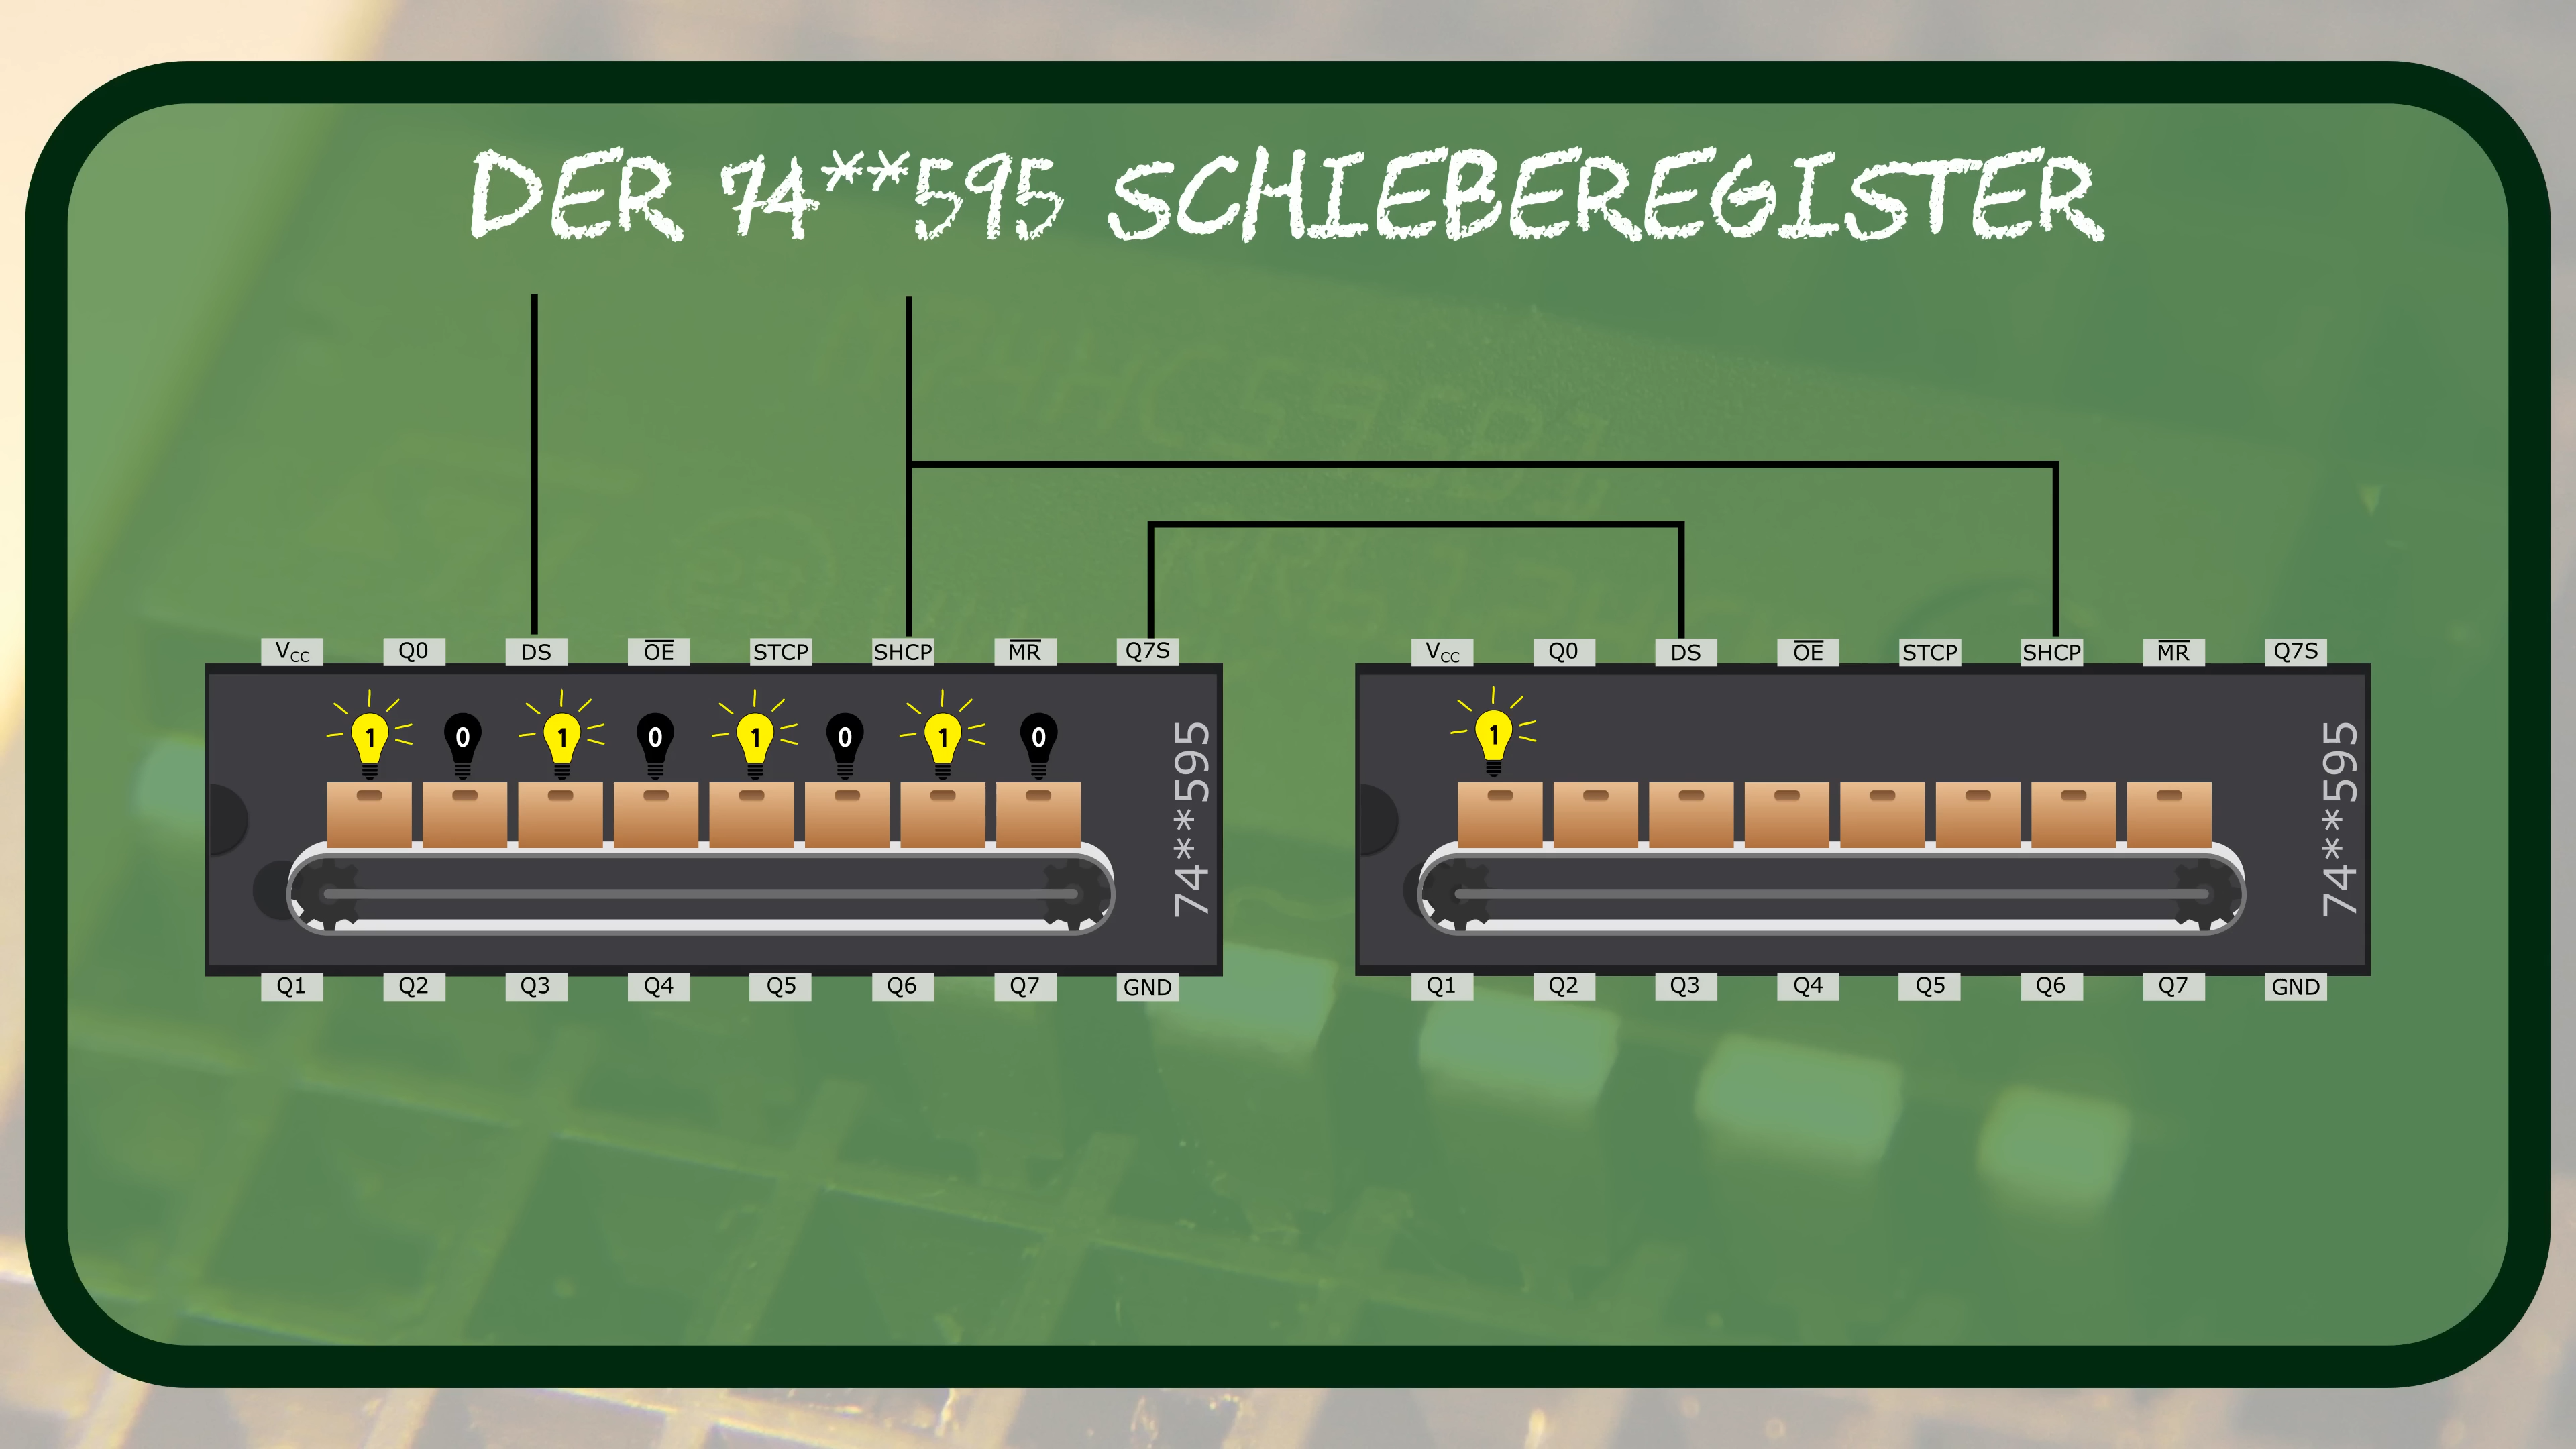 DER 74**595 SCHIEBEREGISTER
VCC Q0 DS OE STCP SHCP MR Q7S
VCC Q0 DS OE STCP SHCP MR Q7S
1 0 1 0 1 0 1 0
1
74**595
74**595
Q1 Q2 Q3 Q4 Q5 Q6 Q7 GND
Q1 Q2 Q3 Q4 Q5 Q6 Q7 GND